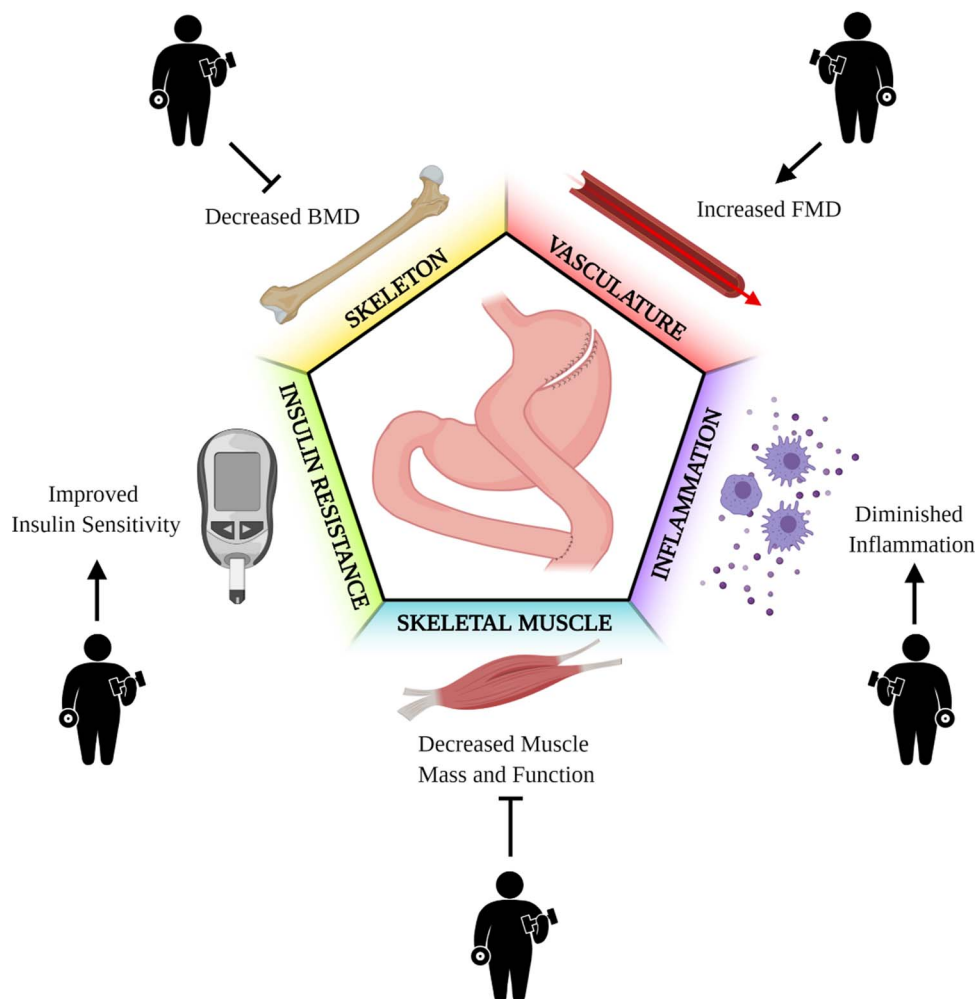 Decreased BMD
Increased FMD
SKELETON
VASCULATURE
INSULIN RESISTANCE
INFLAMMATION
Improved
Insulin Sensitivity
Diminished
Inflammation
SKELETAL MUSCLE
Decreased Muscle
Mass and Function